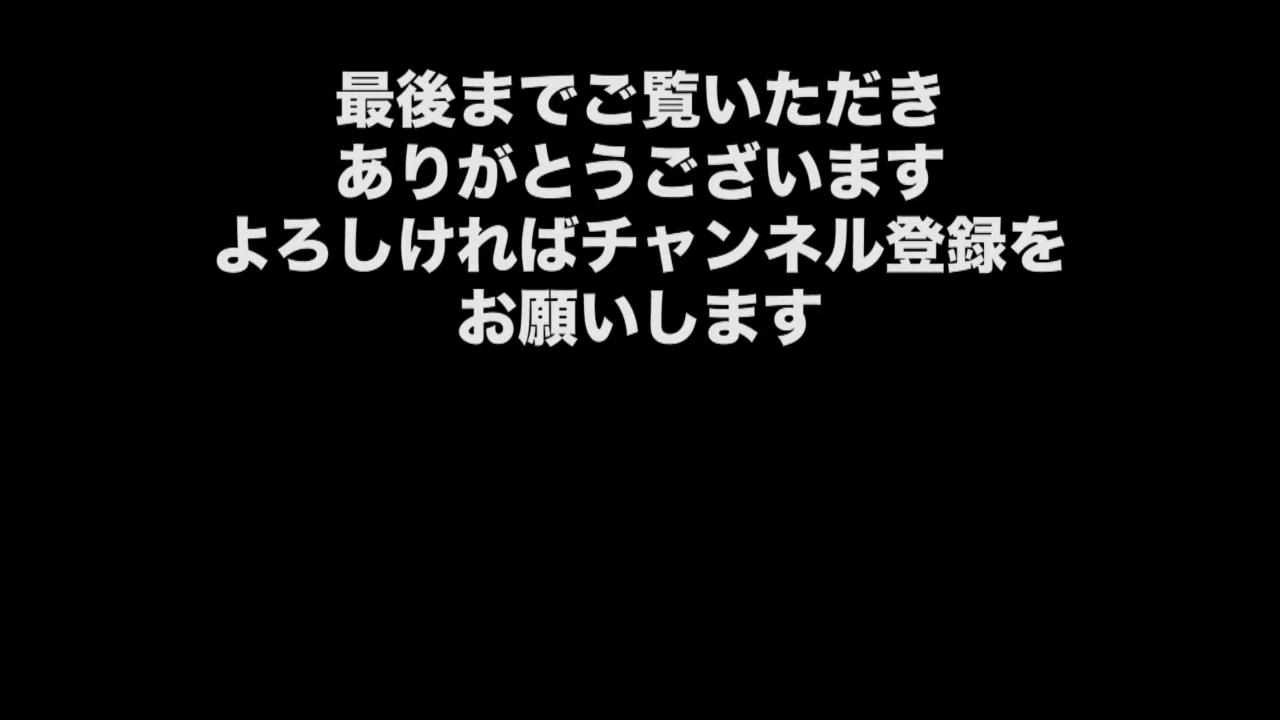 最後までご覧いただき
ありがとうございます
よろしければチャンネル登録を
お願いします